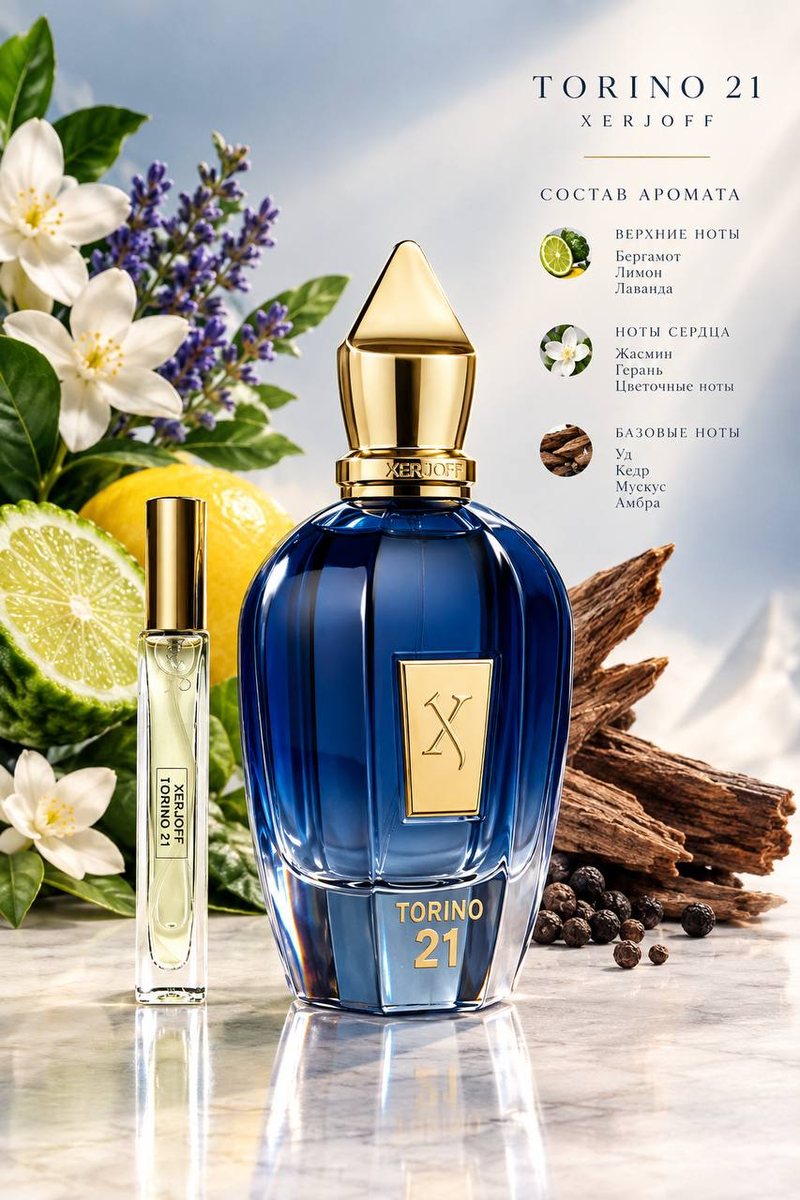 TORINO 21
XERJOFF
СОСТАВ АРОМАТА
ВЕРХНИЕ НОТЫ
Бергамот
Лимон
Лаванда
НОТЫ СЕРДЦА
Жасмин
Герань
Цветочные ноты
БАЗОВЫЕ НОТЫ
Уд
Кедр
Мускус
Амбра
XERJOFF
X
XERJOFF
TORINO 21
TORINO
21